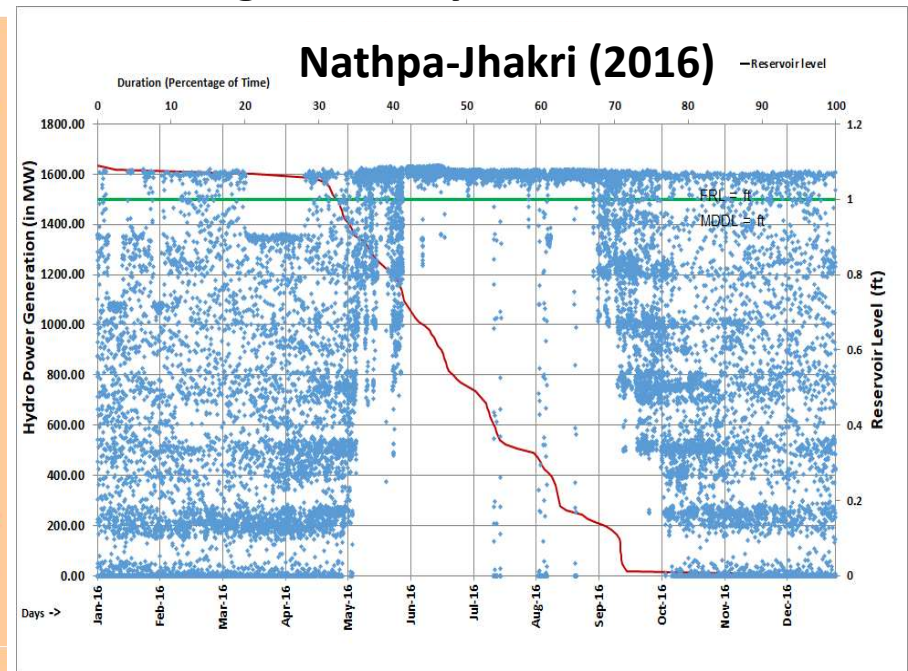 Nathpa-Jhakri (2016)
Reservoir level
Duration (Percentage of Time)
0 10 20 30 40 50 60 70 80 90 100
1800.00 1.2
1600.00
1400.00 1
1200.00 0.8
1000.00
800.00 0.6
600.00 0.4
400.00
200.00 0.2
0.00 0
Hydro Power Generation (in MW)
Reservoir Level (ft)
FRL = ft
MDDL = ft
Days ->
Jan-16 Feb-16 Mar-16 Apr-16 May-16 Jun-16 Jul-16 Aug-16 Sep-16 Oct-16 Nov-16 Dec-16